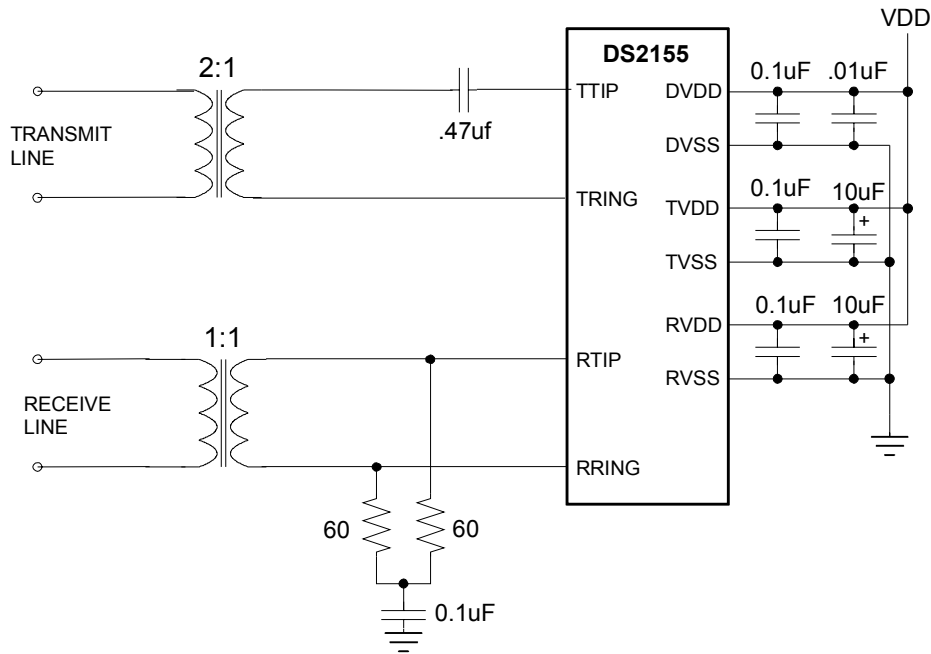 VDD
DS2155
2:1
0.1uF .01uF
TTIP DVDD
.47uf
TRANSMIT
LINE
DVSS
0.1uF 10uF
TRING TVDD
+
TVSS
0.1uF 10uF
1:1
RVDD
+
RTIP
RVSS
RECEIVE
LINE
RRING
60 60
0.1uF